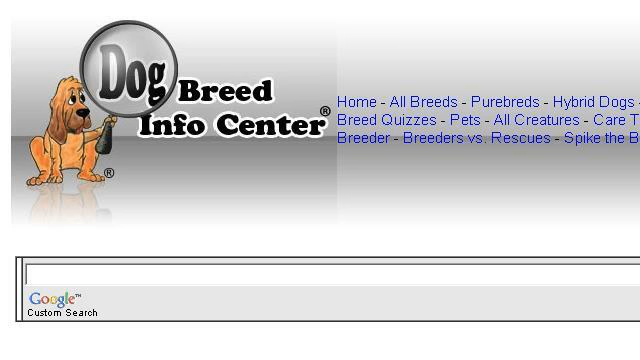 Dog
Breed
Info Center®
®
Home - All Breeds - Purebreds - Hybrid Dogs -
Breed Quizzes - Pets - All Creatures - Care T
Breeder - Breeders vs. Rescues - Spike the B
Google™
Custom Search